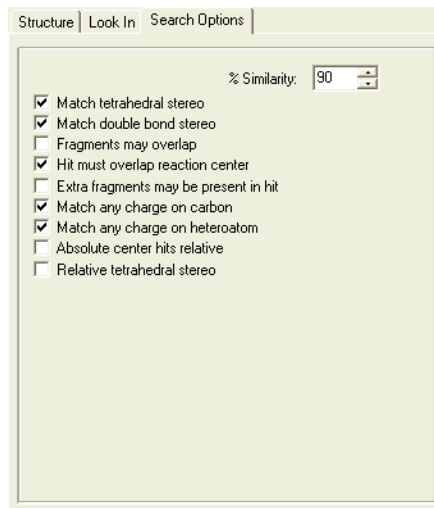 Structure Look In Search Options
% Similarity: 90
Match tetrahedral stereo
Match double bond stereo
Fragments may overlap
Hit must overlap reaction center
Extra fragments may be present in hit
Match any charge on carbon
Match any charge on heteroatom
Absolute center hits relative
Relative tetrahedral stereo